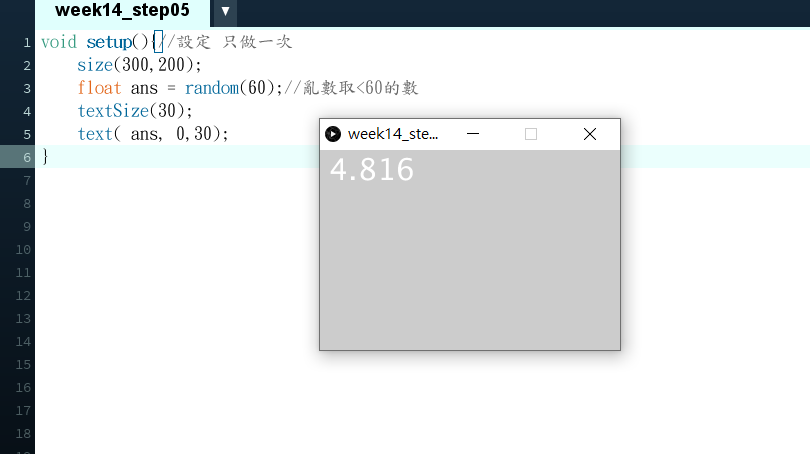 week14_step05 ▼
1 void setup(){//設定 只做一次
2 size(300,200);
3 float ans = random(60);//亂數取<60的數
4 textSize(30);
5 text( ans, 0,30);
6 }
7
8
9
10
11
12
13
14
15
16
17
18
week14_ste...
4.816